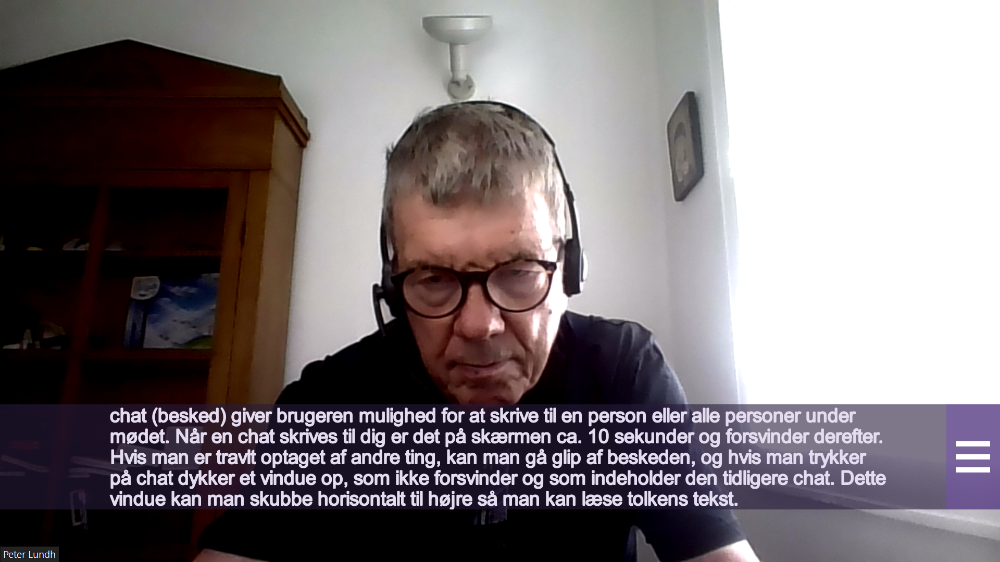 chat (besked) giver brugeren mulighed for at skrive til en person eller alle personer under
mødet. Når en chat skrives til dig er det på skærmen ca. 10 sekunder og forsvinder derefter.
Hvis man er travlt optaget af andre ting, kan man gå glip af beskeden, og hvis man trykker
på chat dykker et vindue op, som ikke forsvinder og som indeholder den tidligere chat. Dette
vindue kan man skubbe horisontalt til højre så man kan læse tolkens tekst.
Peter Lundh